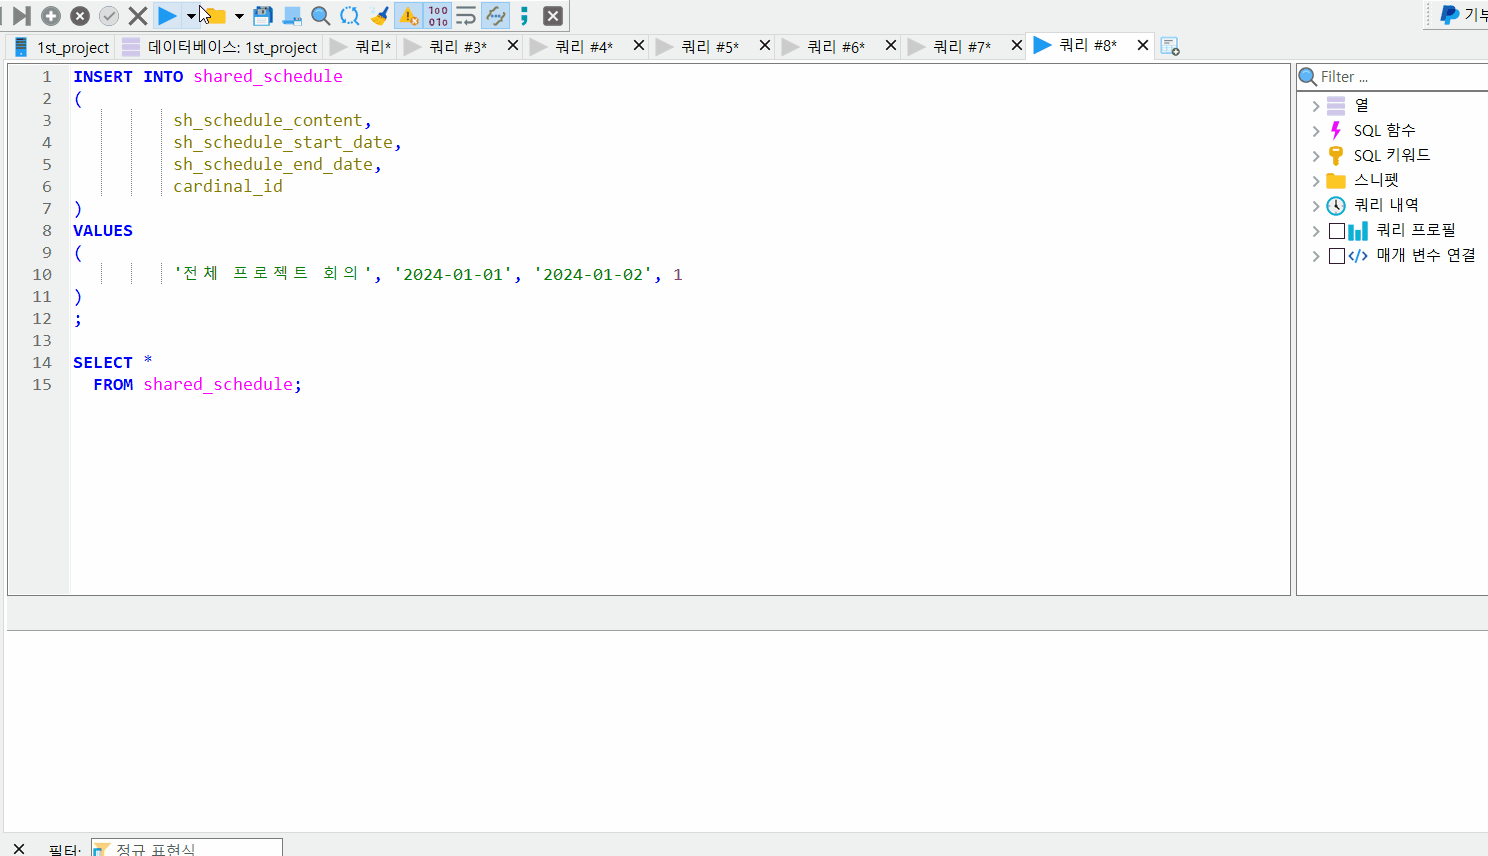 기부
1st_project 데이터베이스: 1st_project 쿼리* 쿼리 #3* 쿼리 #4* 쿼리 #5* 쿼리 #6* 쿼리 #7* 쿼리 #8*
1 INSERT INTO shared_schedule
2 (
3 sh_schedule_content,
4 sh_schedule_start_date,
5 sh_schedule_end_date,
6 cardinal_id
7 )
8 VALUES
9 (
10 '전체 프로젝트 회의', '2024-01-01', '2024-01-02', 1
11 )
12 ;
13
14 SELECT *
15 FROM shared_schedule;
Filter ...
열
SQL 함수
SQL 키워드
스니펫
쿼리 내역
쿼리 프로필
매개 변수 연결
필터: 정규 표현식